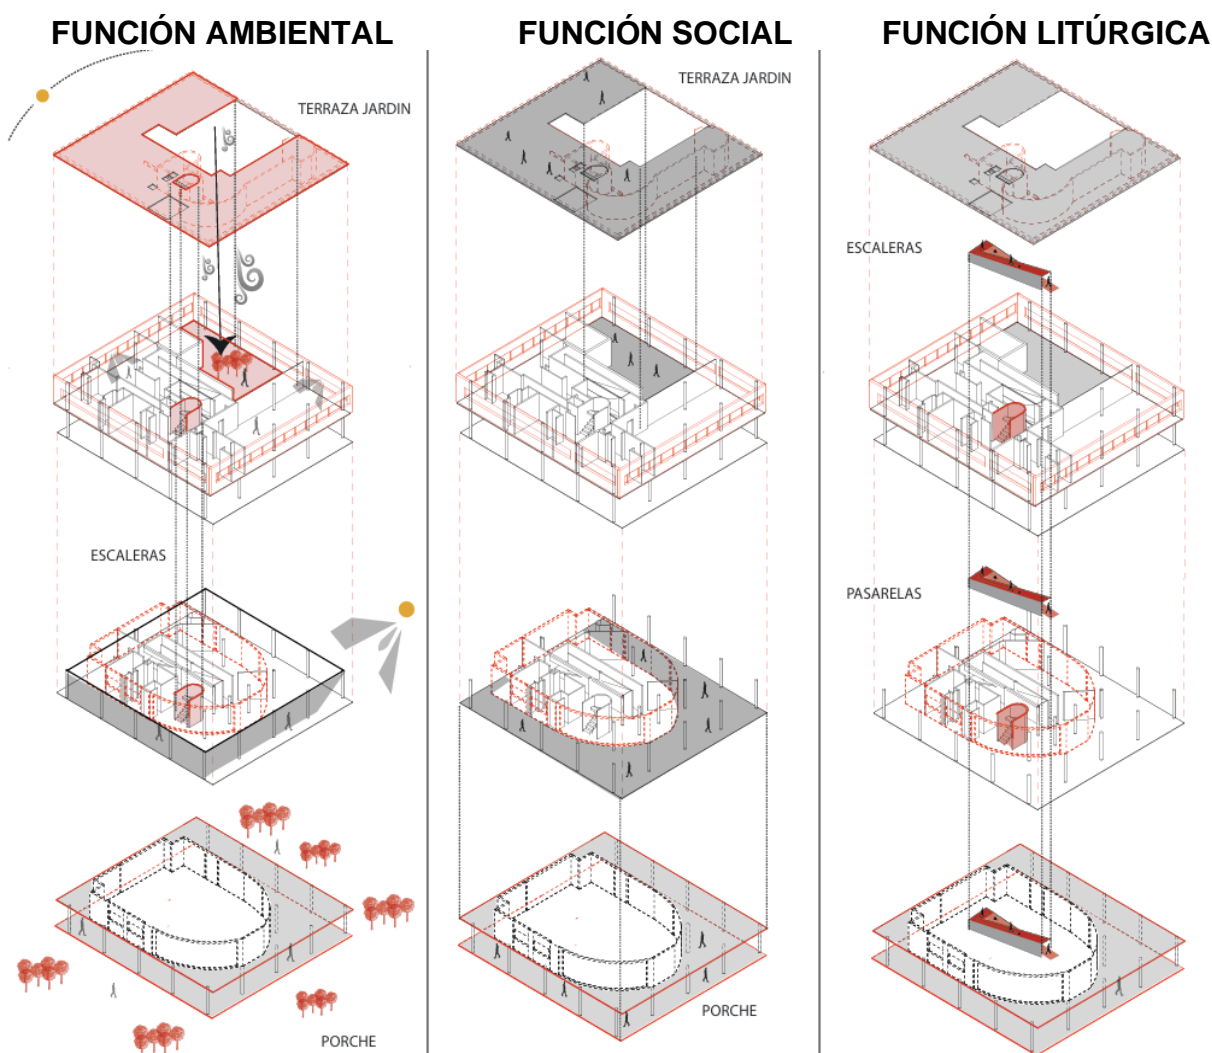 FUNCIÓN AMBIENTAL
TERRAZA JARDIN
ESCALERAS
PORCHE
FUNCIÓN SOCIAL
TERRAZA JARDIN
PORCHE
FUNCIÓN LITÚRGICA
ESCALERAS
PASARELAS